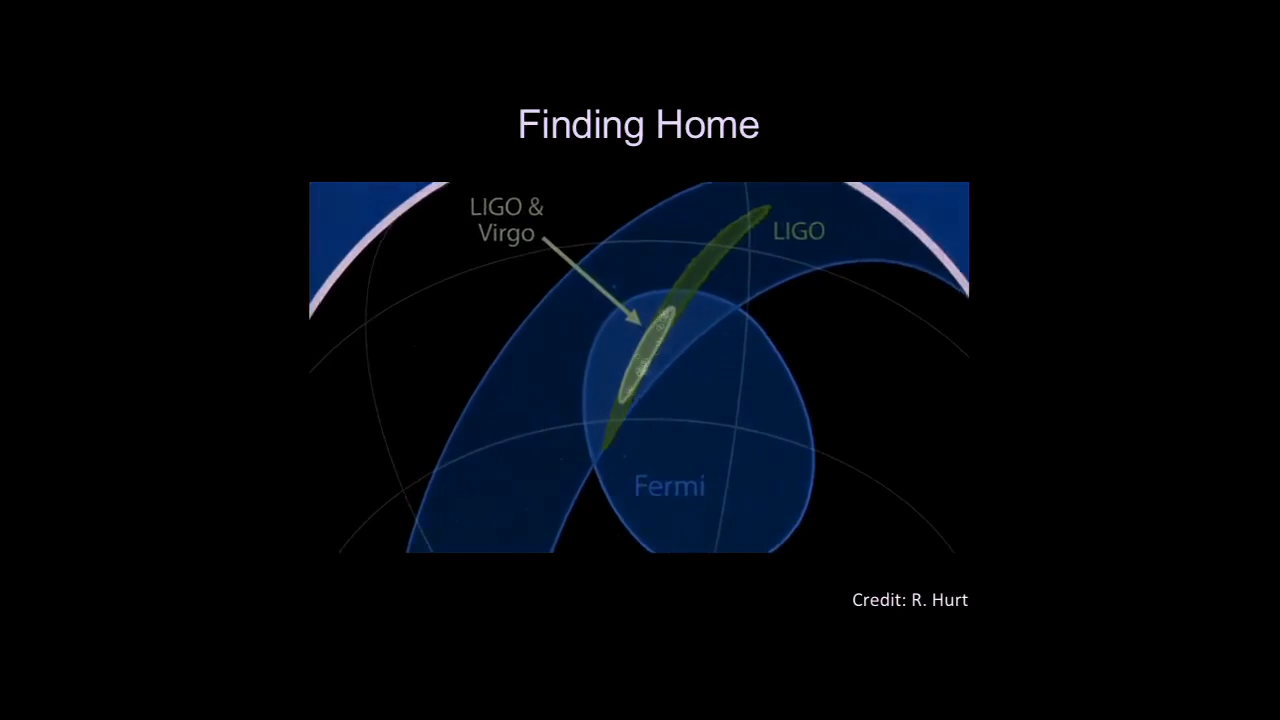 Finding Home
LIGO &
Virgo
LIGO
Fermi
Credit: R. Hurt